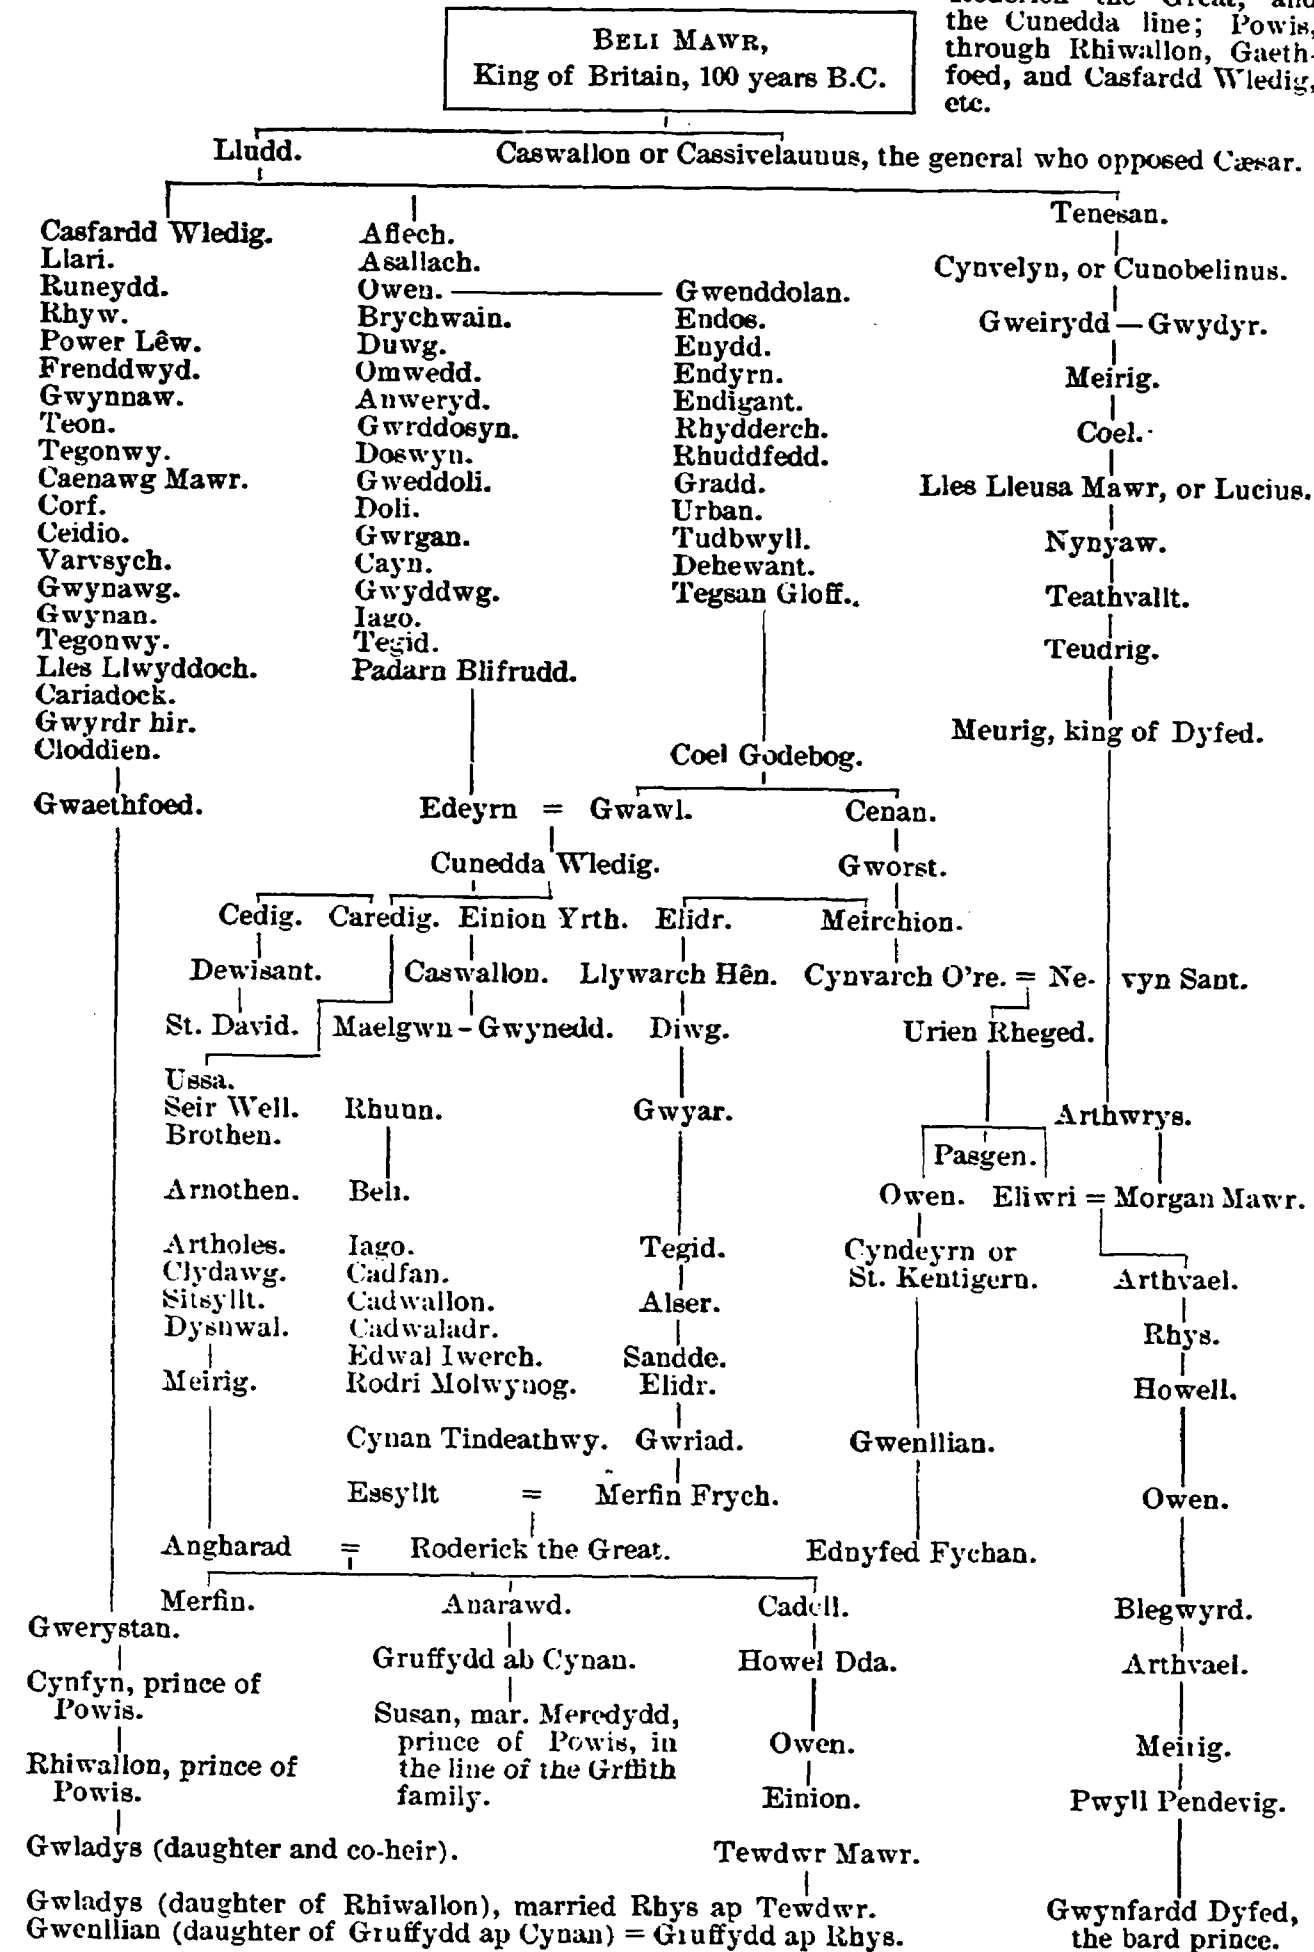 the Cunedda line; Powis,
through Rhiwallon, Gaeth-
foed, and Casfardd Wledig,
etc.
BELI MAWR,
King of Britain, 100 years B.C.
Lludd.
Caswallon or Cassivelaunus, the general who opposed Cæsar.
Casfardd Wledig.
Llari.
Runeydd.
Rhyw.
Power Lêw.
Frenddwyd.
Gwynnaw.
Teon.
Tegonwy.
Caenawg Mawr.
Corf.
Ceidio.
Varvsych.
Gwynawg.
Gwynan.
Tegonwy.
Lles Llwyddoch.
Cariadock.
Gwyrdr hir.
Cloddien.
Gwaethfoed.
Aflech.
Asallach.
Owen.
Brychwain.
Duwg.
Omwedd.
Anweryd.
Gwrddosyn.
Doswyn.
Gweddoli.
Doli.
Gwrgan.
Cayn.
Gwyddwg.
Iago.
Tegid.
Padarn Blifrudd.
Gwenddolan.
Endos.
Enydd.
Endyrn.
Endigant.
Rhydderch.
Rhuddfedd.
Gradd.
Urban.
Tudbwyll.
Dehewant.
Tegsan Gloff.
Coel Godebog.
Tenesan.
Cynvelyn, or Cunobelinus.
Gweirydd — Gwydyr.
Meirig.
Coel.
Lles Lleusa Mawr, or Lucius.
Nynyaw.
Teathvallt.
Teudrig.
Meurig, king of Dyfed.
Edeyrn = Gwawl.
Cenan.
Cunedda Wledig.
Gworst.
Cedig. Caredig. Einion Yrth. Elidr. Meirchion.
Dewisant. Caswallon. Llywarch Hên. Cynvarch O're. = Ne- vyn Sant.
St. David. Maelgwn - Gwynedd. Diwg. Urien Rheged.
Ussa.
Seir Well. Rhunn. Gwyar. Arthwrys.
Brothen.
Pasgen.
Arnothen. Beli. Owen. Eliwri = Morgan Mawr.
Artholes. Iago. Tegid. Cyndeyrn or
Clydawg. Cadfan. St. Kentigern. Arthvael.
Sitsyllt. Cadwallon. Alser.
Dysnwal. Cadwaladr. Rhys.
Edwal Iwerch. Sandde.
Meirig. Rodri Molwynog. Elidr. Howell.
Cynan Tindeathwy. Gwriad. Gwenllian.
Essyllt = Merfin Frych. Owen.
Angharad = Roderick the Great. Ednyfed Fychan.
Merfin. Anarawd. Cadell. Blegwyrd.
Gwerystan.
Gruffydd ab Cynan. Howel Dda. Arthvael.
Cynfyn, prince of
Powis.
Susan, mar. Meredydd,
prince of Powis, in
the line of the Grffith
family.
Owen. Meirig.
Rhiwallon, prince of
Powis.
Einion. Pwyll Pendevig.
Gwladys (daughter and co-heir). Tewdwr Mawr.
Gwladys (daughter of Rhiwallon), married Rhys ap Tewdwr.
Gwenllian (daughter of Gruffydd ap Cynan) = Gruffydd ap Rhys.
Gwynfardd Dyfed,
the bard prince.